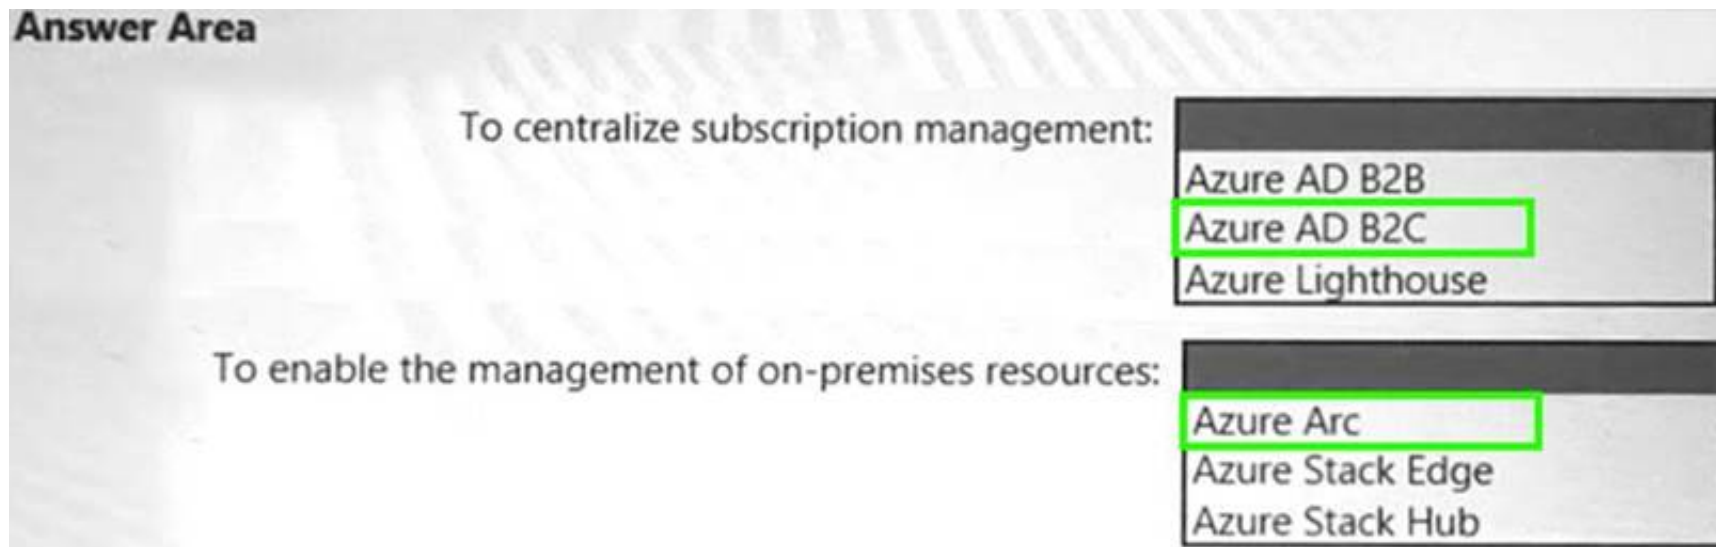 Answer Area
To centralize subscription management:
Azure AD B2B
Azure AD B2C
Azure Lighthouse
To enable the management of on-premises resources:
Azure Arc
Azure Stack Edge
Azure Stack Hub